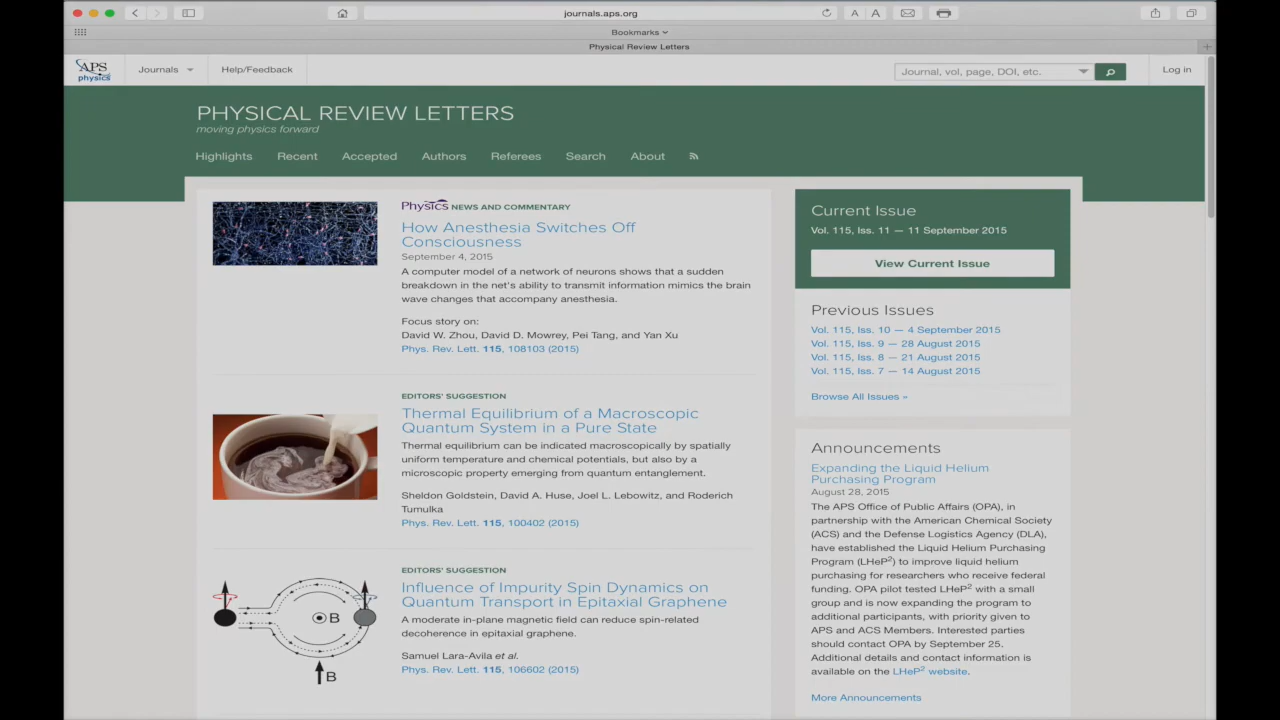 journals.aps.org
A A
Bookmarks
Physical Review Letters
APS
physics
Journals
Help/Feedback
Journal, vol, page, DOI, etc.
Log in
PHYSICAL REVIEW LETTERS
moving physics forward
Highlights Recent Accepted Authors Referees Search About
Physics NEWS AND COMMENTARY
How Anesthesia Switches Off
Consciousness
September 4, 2015
A computer model of a network of neurons shows that a sudden
breakdown in the net's ability to transmit information mimics the brain
wave changes that accompany anesthesia.
Focus story on:
David W. Zhou, David D. Mowrey, Pei Tang, and Yan Xu
Phys. Rev. Lett. 115, 108103 (2015)
EDITORS' SUGGESTION
Thermal Equilibrium of a Macroscopic
Quantum System in a Pure State
Thermal equilibrium can be indicated macroscopically by spatially
uniform temperature and chemical potentials, but also by a
microscopic property emerging from quantum entanglement.
Sheldon Goldstein, David A. Huse, Joel L. Lebowitz, and Roderich
Tumulka
Phys. Rev. Lett. 115, 100402 (2015)
EDITORS' SUGGESTION
Influence of Impurity Spin Dynamics on
Quantum Transport in Epitaxial Graphene
A moderate in-plane magnetic field can reduce spin-related
decoherence in epitaxial graphene.
Samuel Lara-Avila et al.
Phys. Rev. Lett. 115, 106602 (2015)
B
B
Current Issue
Vol. 115, Iss. 11 — 11 September 2015
View Current Issue
Previous Issues
Vol. 115, Iss. 10 — 4 September 2015
Vol. 115, Iss. 9 — 28 August 2015
Vol. 115, Iss. 8 — 21 August 2015
Vol. 115, Iss. 7 — 14 August 2015
Browse All Issues »
Announcements
Expanding the Liquid Helium
Purchasing Program
August 28, 2015
The APS Office of Public Affairs (OPA), in
partnership with the American Chemical Society
(ACS) and the Defense Logistics Agency (DLA),
have established the Liquid Helium Purchasing
Program (LHeP²) to improve liquid helium
purchasing for researchers who receive federal
funding. OPA pilot tested LHeP² with a small
group and is now expanding the program to
additional participants, with priority given to
APS and ACS Members. Interested parties
should contact OPA by September 25.
Additional details and contact information is
available on the LHeP² website.
More Announcements